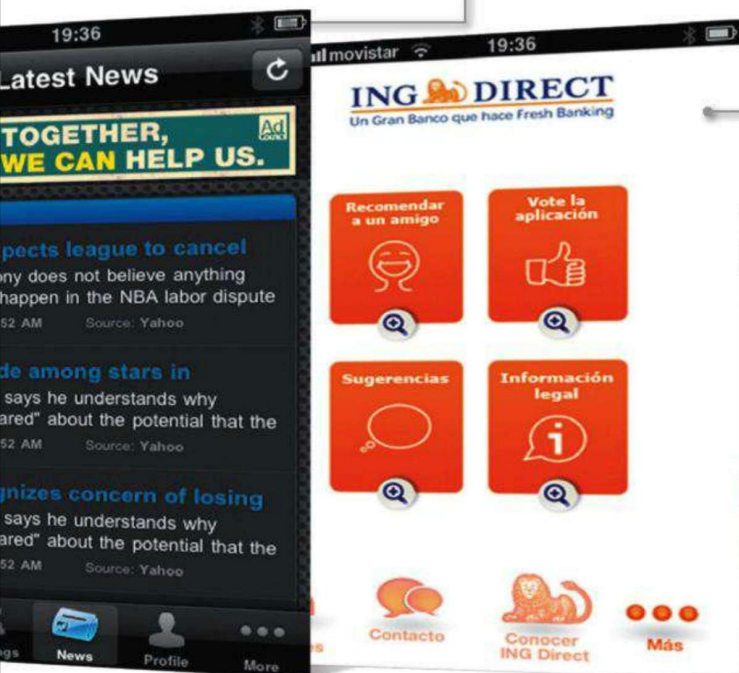 19:36
Latest News
TOGETHER,
Ad
WE CAN HELP US.
pects league to cancel
ony does not believe anything
happen in the NBA labor dispute
52 AM Source: Yahoo
de among stars in
says he understands why
ared" about the potential that the
52 AM Source: Yahoo
gnizes concern of losing
says he understands why
ared" about the potential that the
52 AM Source: Yahoo
gs
News
Profile
More
movistar
19:36
ING DIRECT
Un Gran Banco que hace Fresh Banking
Recomendar
a un amigo
Vote la
aplicación
Sugerencias
Información
legal
i
es
Contacto
Conocer
ING Direct
Más